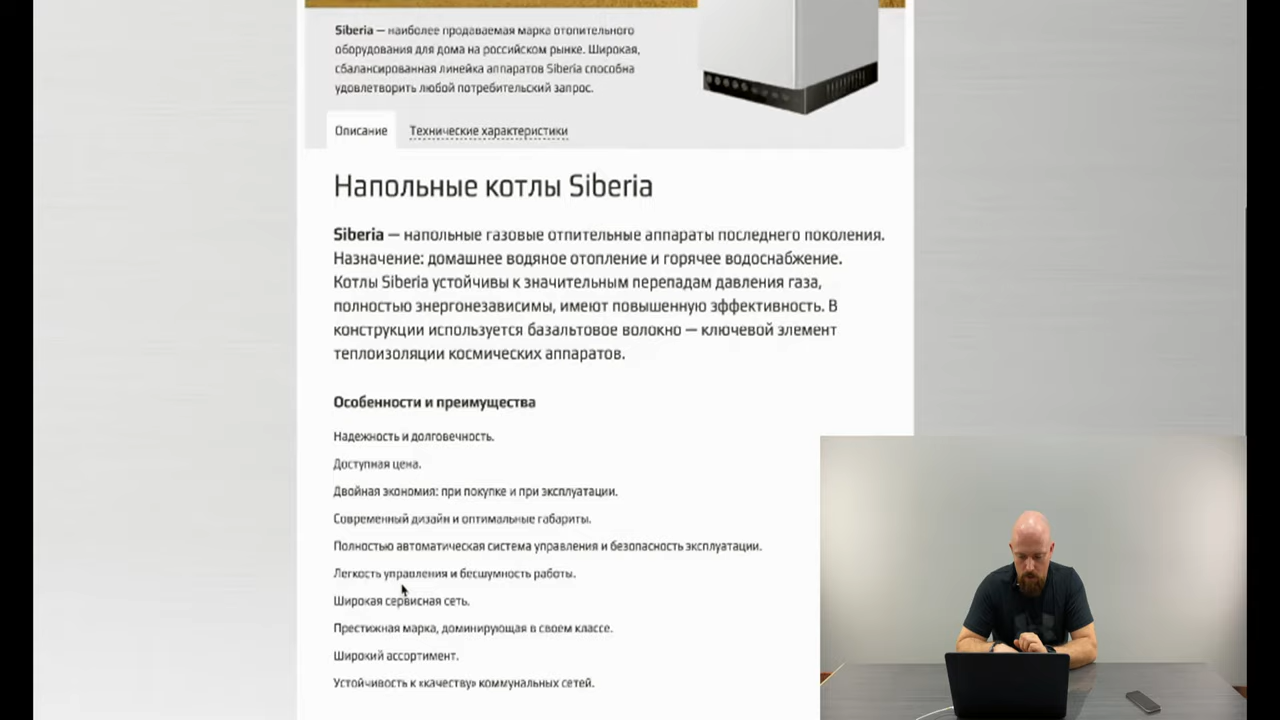 Siberia — наиболее продаваемая марка отопительного
оборудования для дома на российском рынке. Широкая,
сбалансированная линейка аппаратов Siberia способна
удовлетворить любой потребительский запрос.
Описание Технические характеристики
Напольные котлы Siberia
Siberia — напольные газовые отпительные аппараты последнего поколения.
Назначение: домашнее водяное отопление и горячее водоснабжение.
Котлы Siberia устойчивы к значительным перепадам давления газа,
полностью энергонезависимы, имеют повышенную эффективность. В
конструкции используется базальтовое волокно — ключевой элемент
теплоизоляции космических аппаратов.
Особенности и преимущества
Надежность и долговечность.
Доступная цена.
Двойная экономия: при покупке и при эксплуатации.
Современный дизайн и оптимальные габариты.
Полностью автоматическая система управления и безопасность эксплуатации.
Легкость управления и бесшумность работы.
Широкая сервисная сеть.
Престижная марка, доминирующая в своем классе.
Широкий ассортимент.
Устойчивость к «качеству» коммунальных сетей.